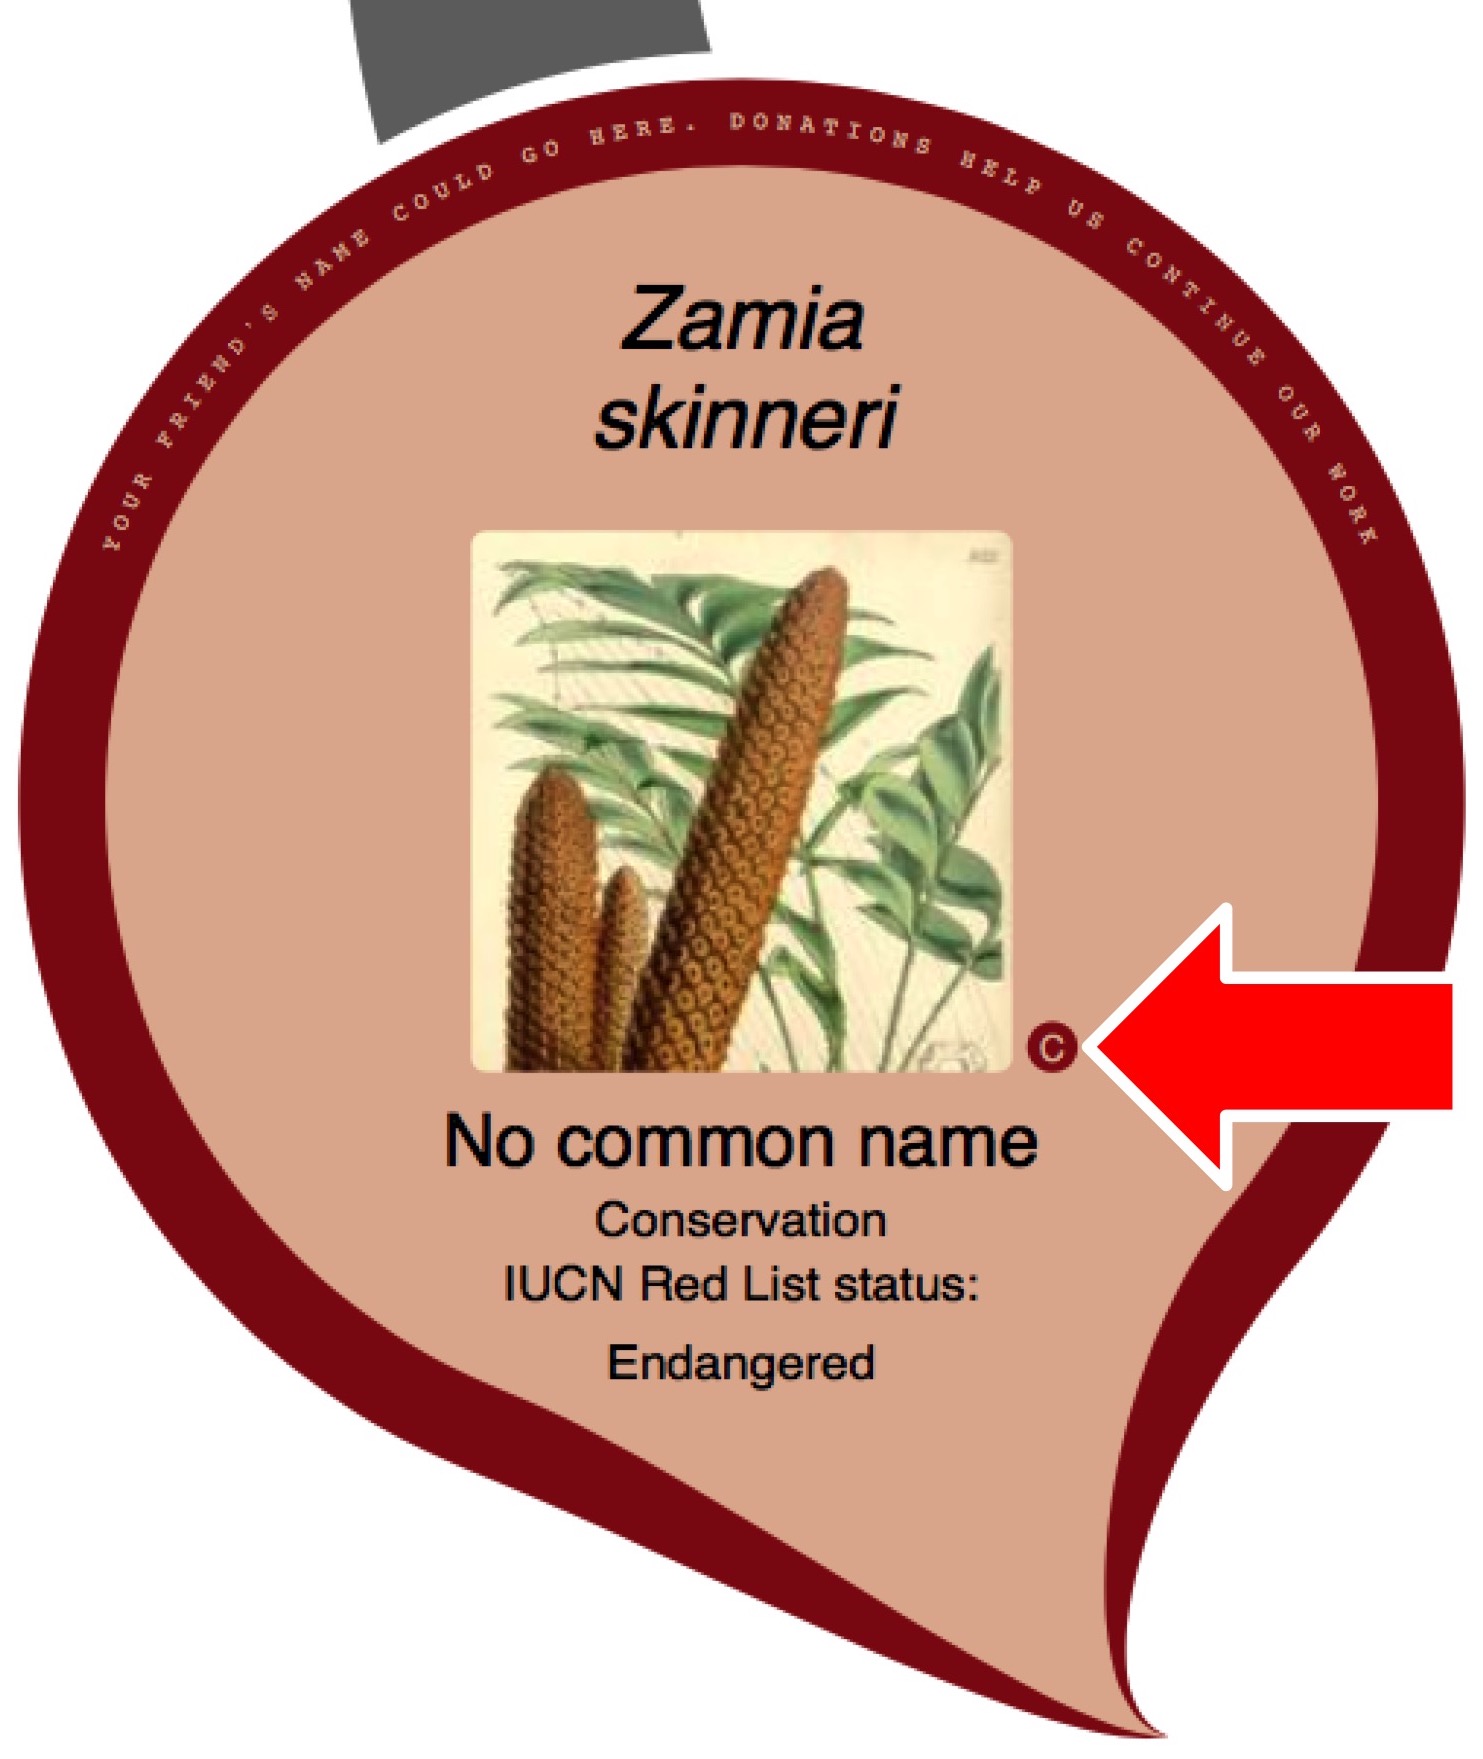 YOUR FRIEND'S NAME COULD GO HERE. DONATIONS HELP US CONTINUE OUR WORK
Zamia
skinneri
C
No common name
Conservation
IUCN Red List status:
Endangered